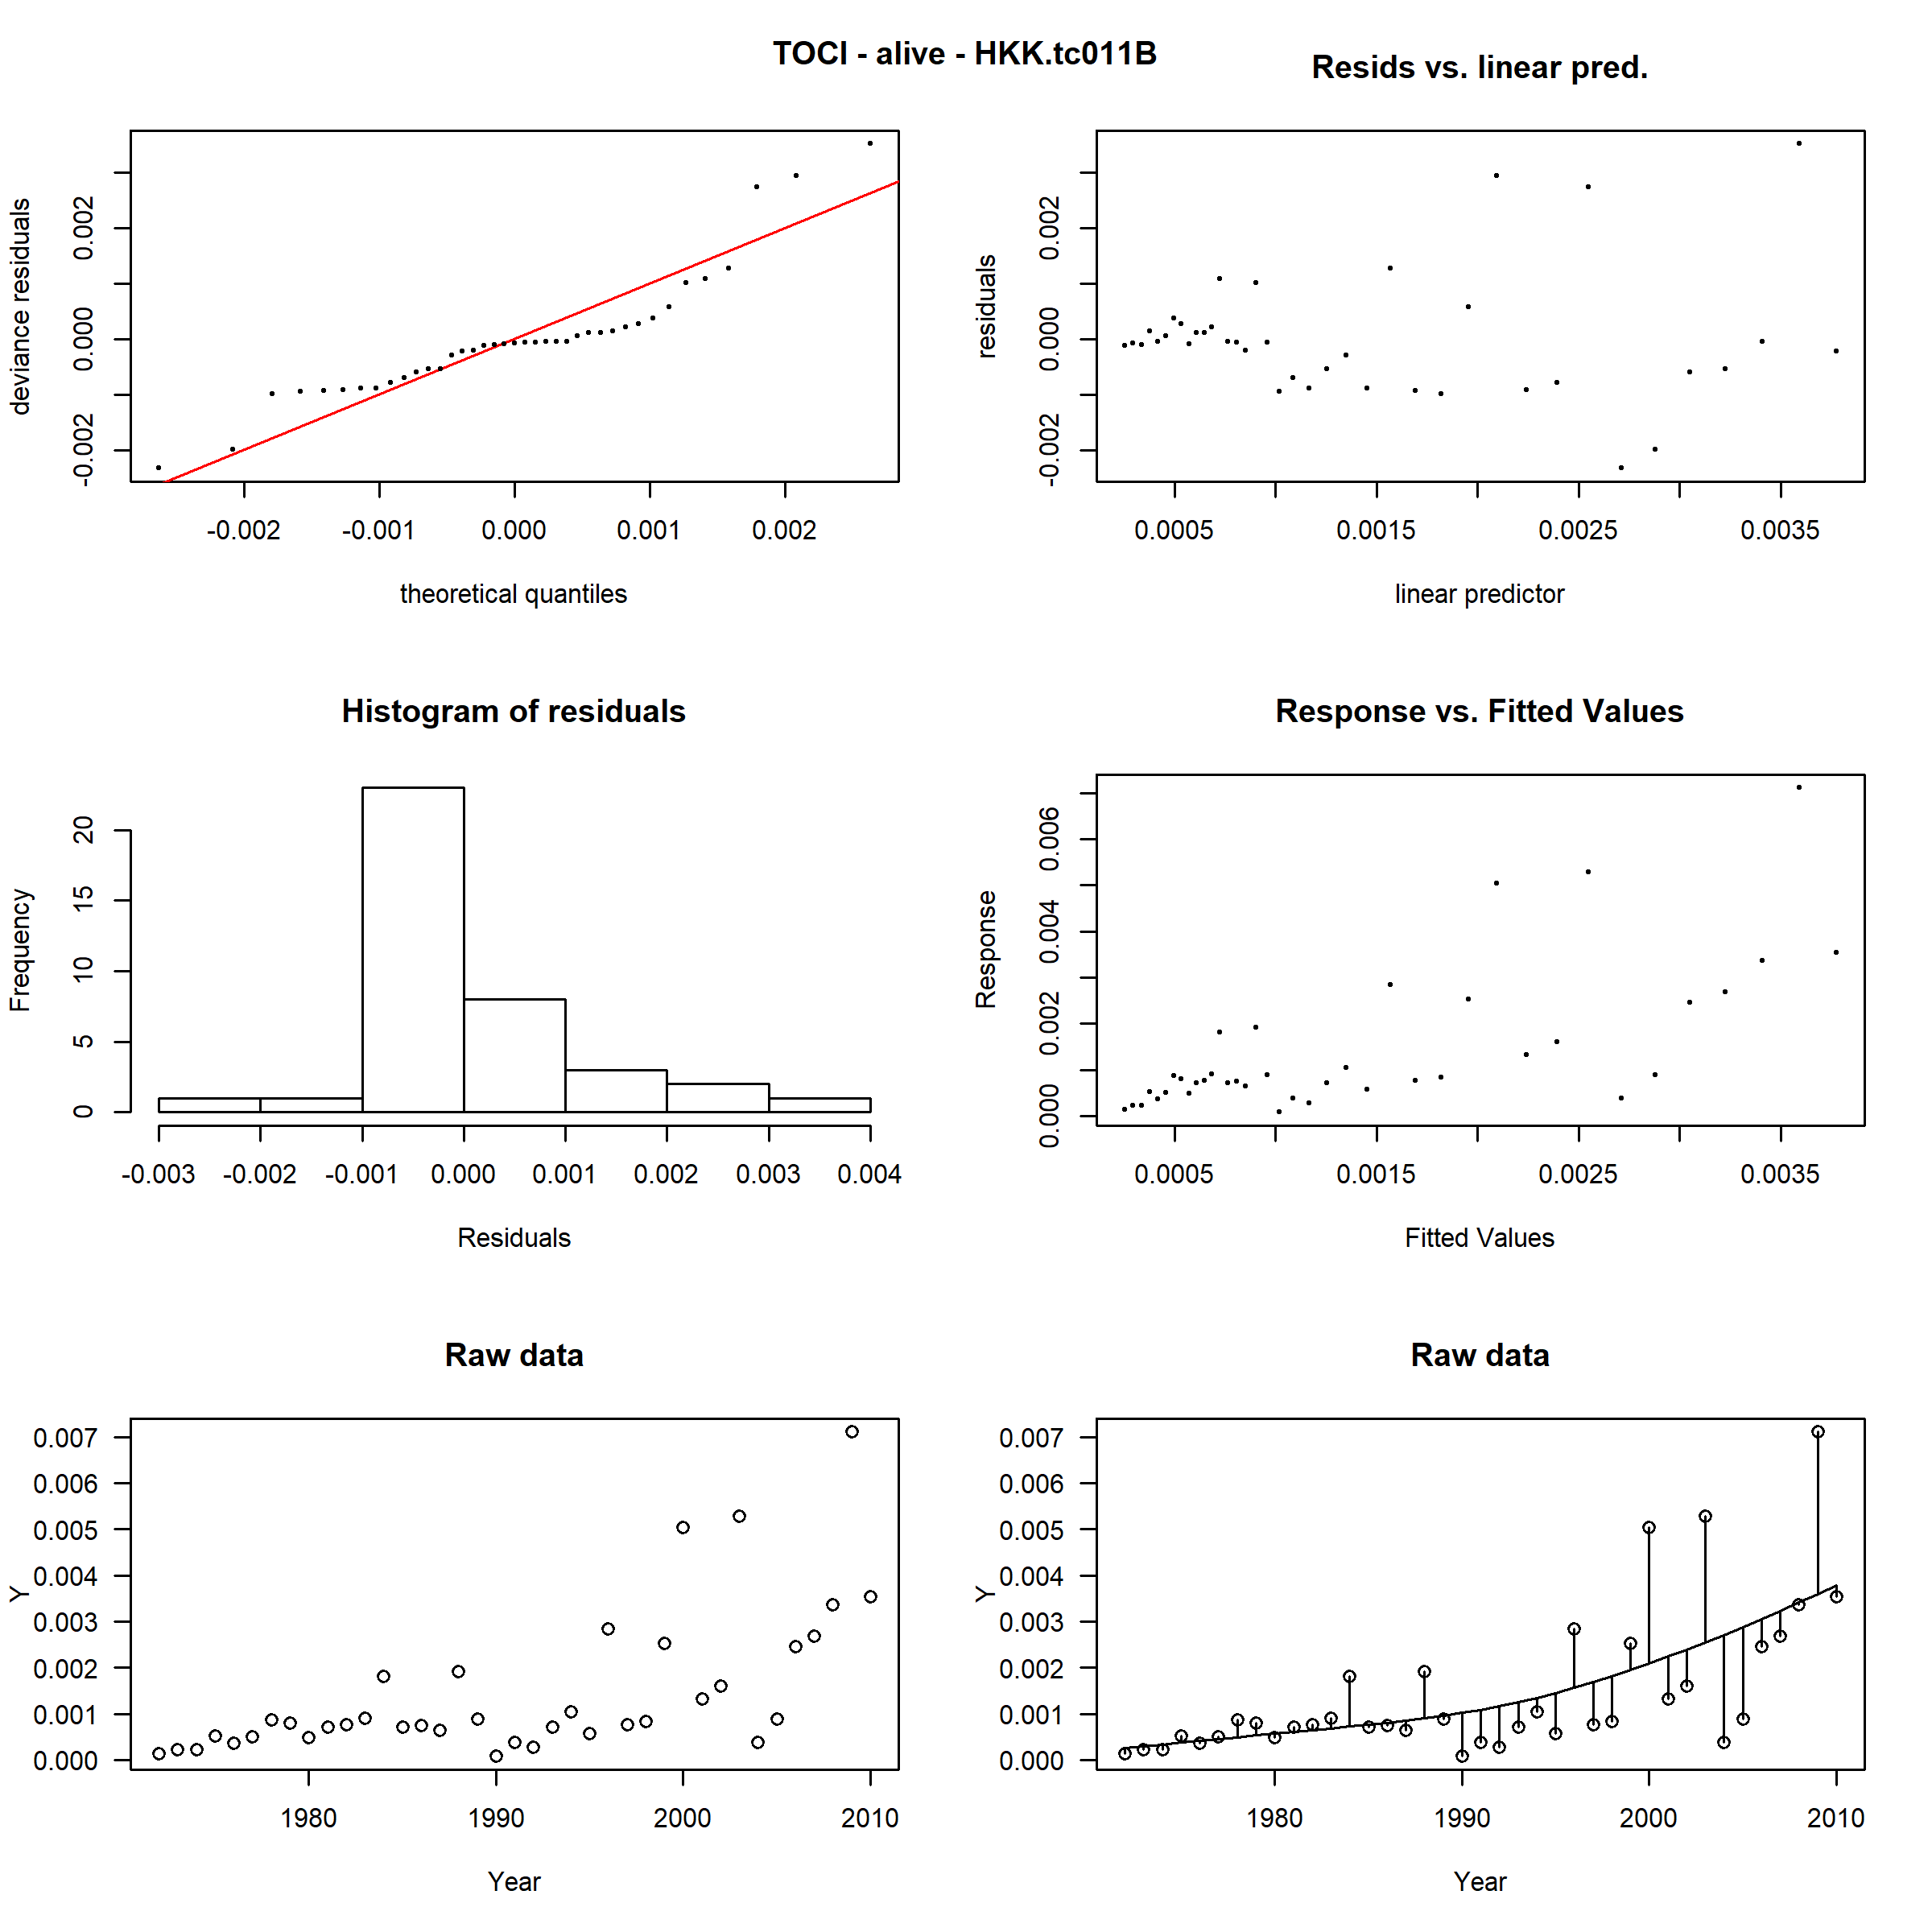 TOCI - alive - HKK.tc011B
Resids vs. linear pred.
deviance residuals
-0.002 0.000 0.002
-0.002 -0.001 0.000 0.001 0.002
theoretical quantiles
residuals
-0.002 0.000 0.002
0.0005 0.0015 0.0025 0.0035
linear predictor
Histogram of residuals
Frequency
0 5 10 15 20
-0.003 -0.002 -0.001 0.000 0.001 0.002 0.003 0.004
Residuals
Response vs. Fitted Values
Response
0.000 0.002 0.004 0.006
0.0005 0.0015 0.0025 0.0035
Fitted Values
Raw data
Y
0.007
0.006
0.005
0.004
0.003
0.002
0.001
0.000
1980 1990 2000 2010
Year
Raw data
Y
0.007
0.006
0.005
0.004
0.003
0.002
0.001
0.000
1980 1990 2000 2010
Year